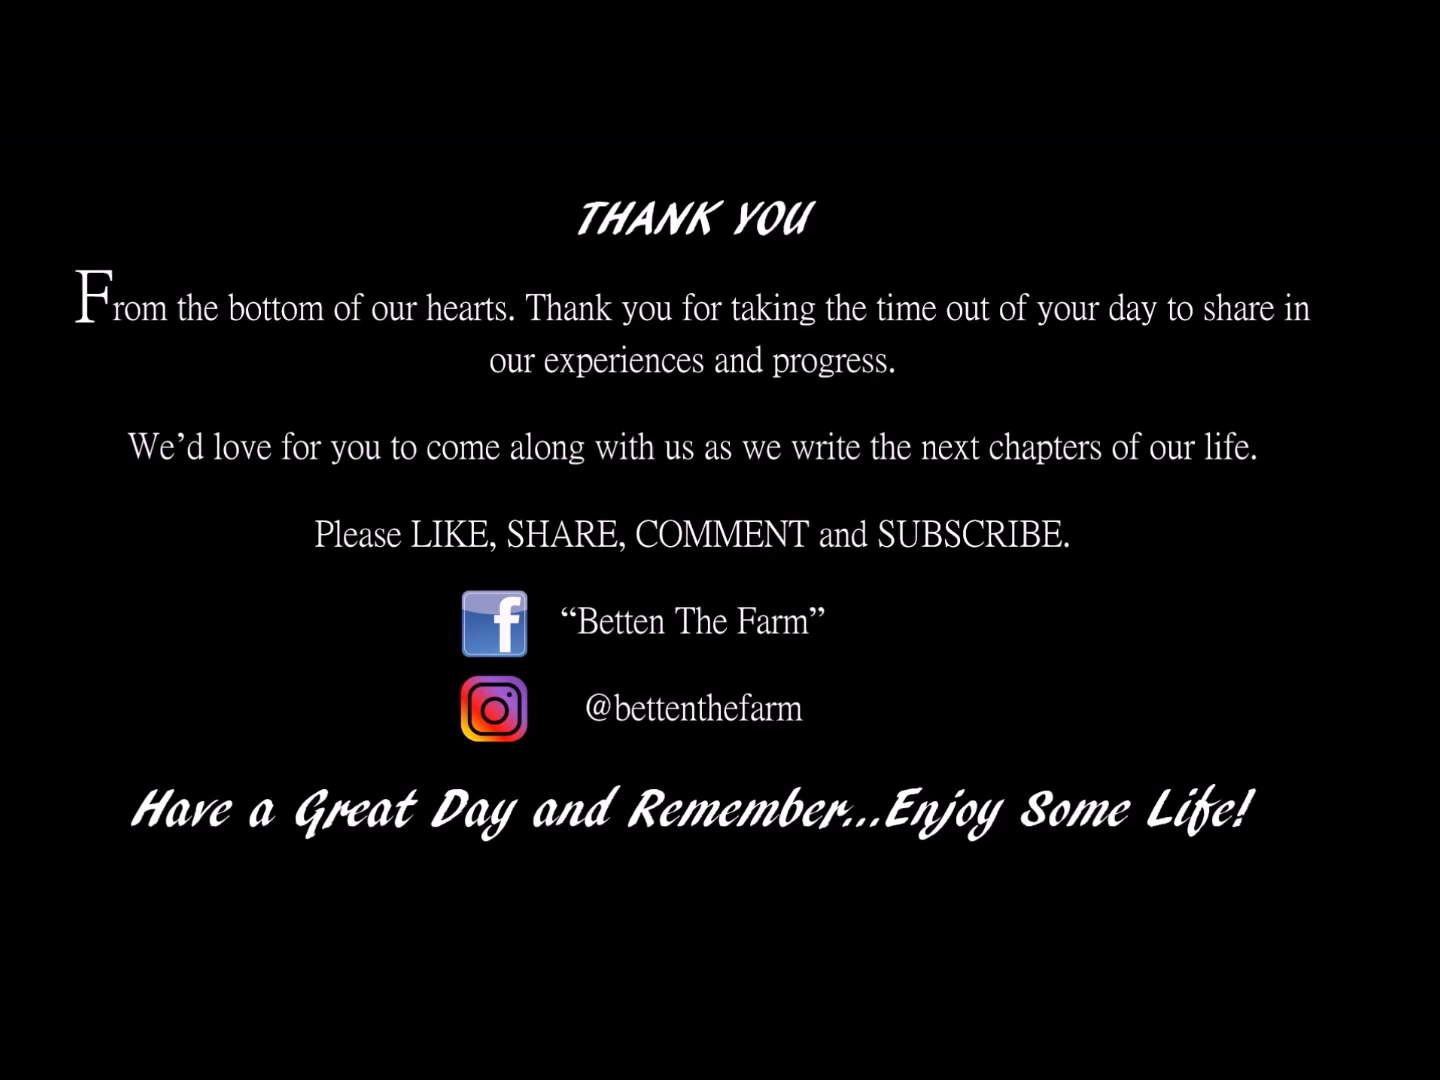 THANK YOU
From the bottom of our hearts. Thank you for taking the time out of your day to share in
our experiences and progress.
We’d love for you to come along with us as we write the next chapters of our life.
Please LIKE, SHARE, COMMENT and SUBSCRIBE.
f “Betten The Farm”
@bettenthefarm
Have a Great Day and Remember...Enjoy Some Life!